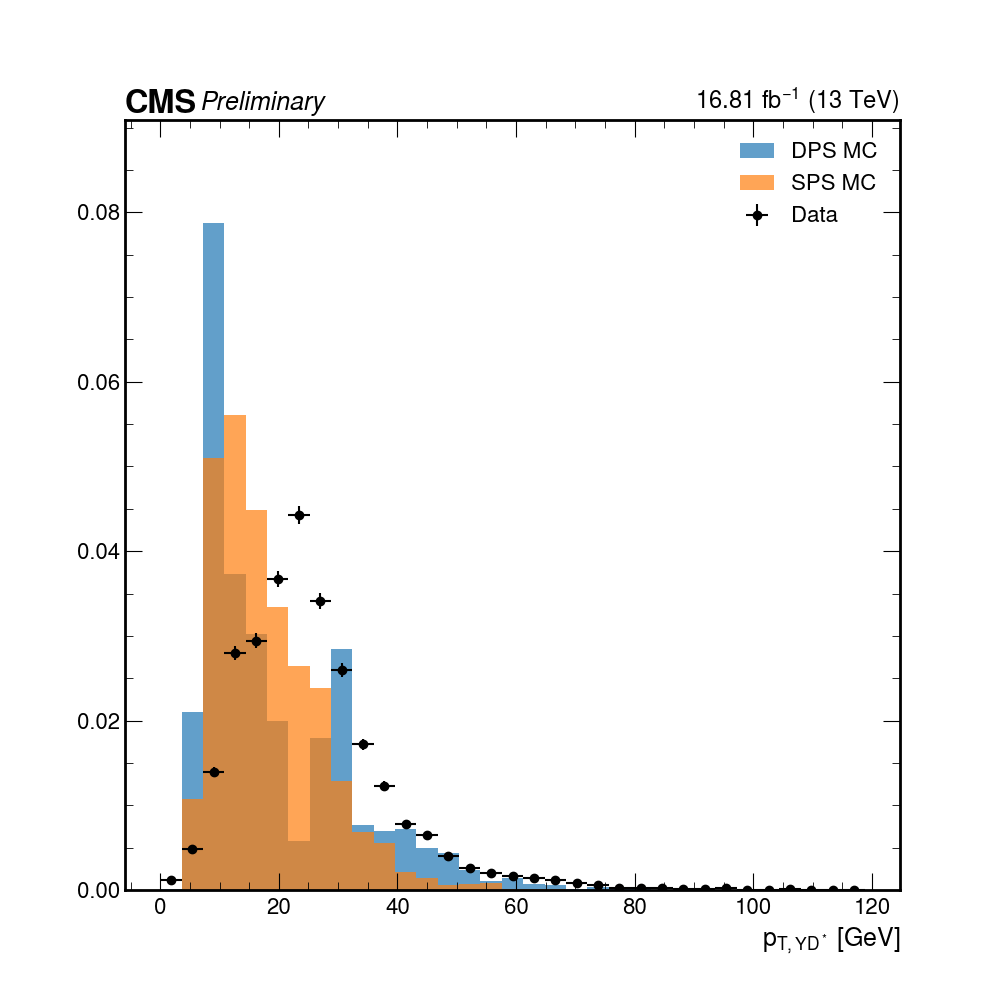 CMS Preliminary 16.81 fb⁻¹ (13 TeV)
DPS MC
SPS MC
Data
0.08
0.06
0.04
0.02
0.00
0 20 40 60 80 100 120
p_{T, YD*} [GeV]